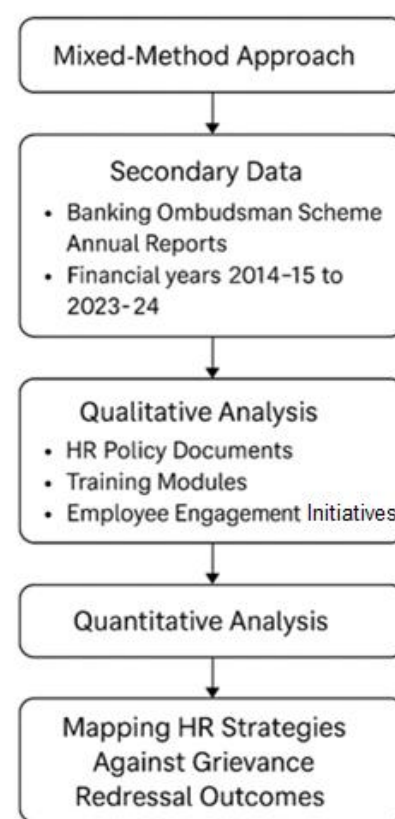 Mixed-Method Approach
Secondary Data
• Banking Ombudsman Scheme
Annual Reports
• Financial years 2014–15 to
2023-24
Qualitative Analysis
• HR Policy Documents
• Training Modules
• Employee Engagement Initiatives
Quantitative Analysis
Mapping HR Strategies
Against Grievance
Redressal Outcomes